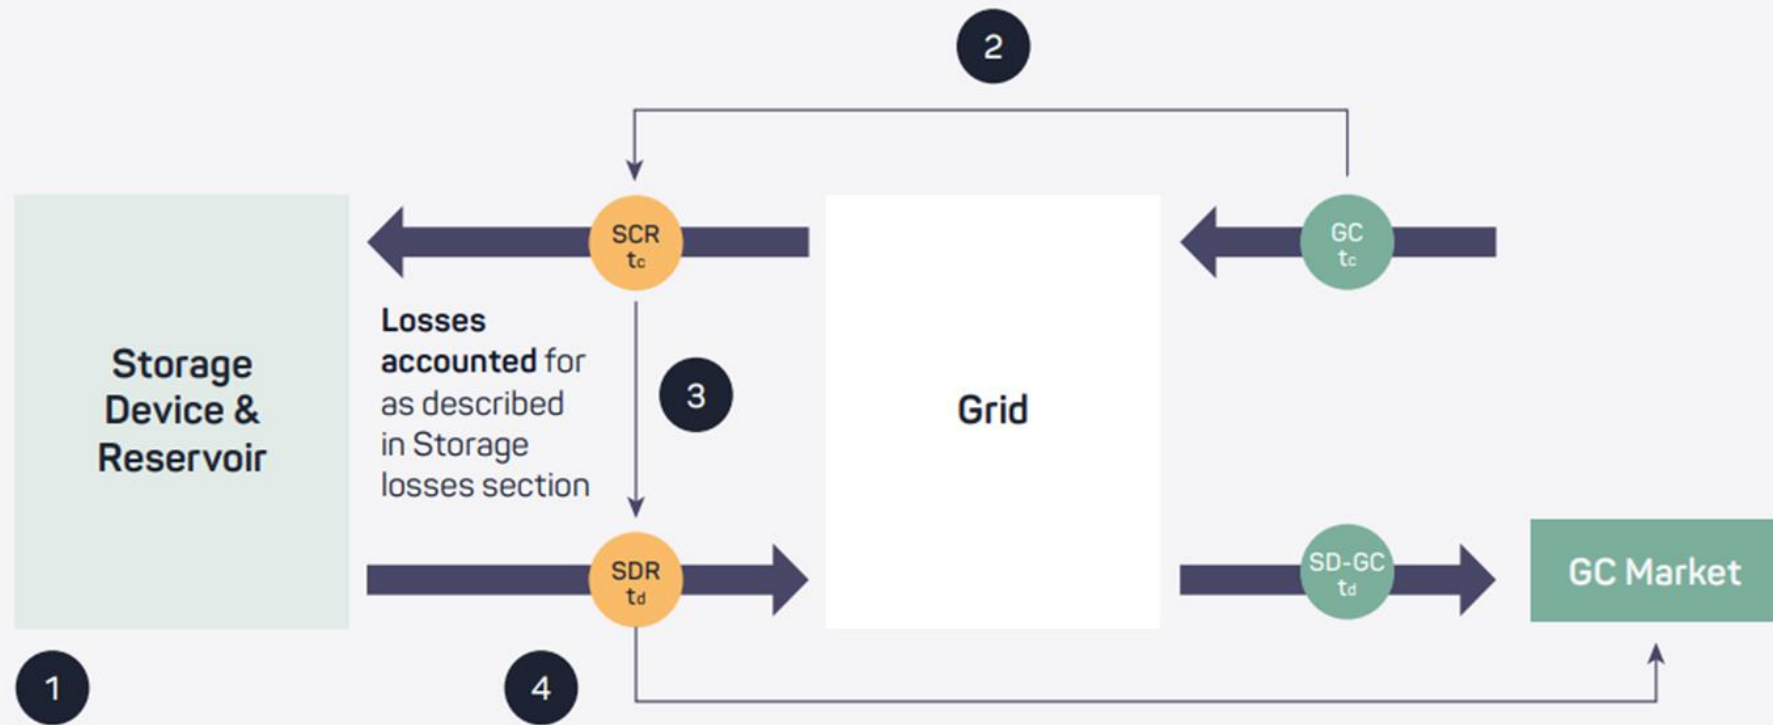 2
SCR
tc
GC
tc
Storage
Device &
Reservoir
Losses
accounted for
as described
in Storage
losses section
3
Grid
SDR
td
SD-GC
td
GC Market
1
4